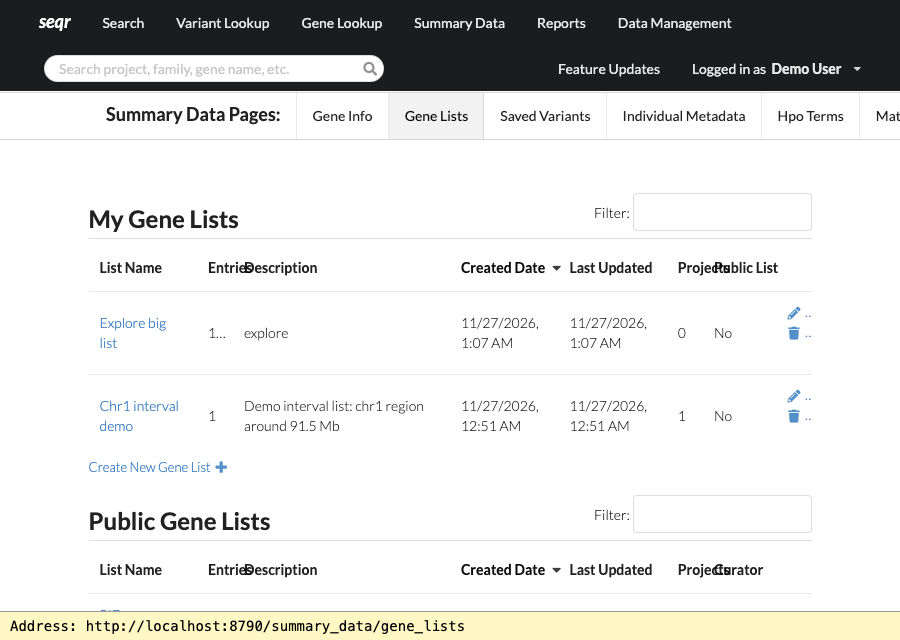 seqr Search Variant Lookup Gene Lookup Summary Data Reports Data Management
Search project, family, gene name, etc. Feature Updates Logged in as Demo User
Summary Data Pages: Gene Info Gene Lists Saved Variants Individual Metadata Hpo Terms Mat
My Gene Lists Filter:
List Name Entries Description Created Date Last Updated Projects Public List
Explore big list 1... explore 11/27/2026, 1:07 AM 11/27/2026, 1:07 AM 0 No .. ..
Chr1 interval demo 1 Demo interval list: chr1 region around 91.5 Mb 11/27/2026, 12:51 AM 11/27/2026, 12:51 AM 1 No .. ..
Create New Gene List
Public Gene Lists Filter:
List Name Entries Description Created Date Last Updated Projects Curator
Address: http://localhost:8790/summary_data/gene_lists